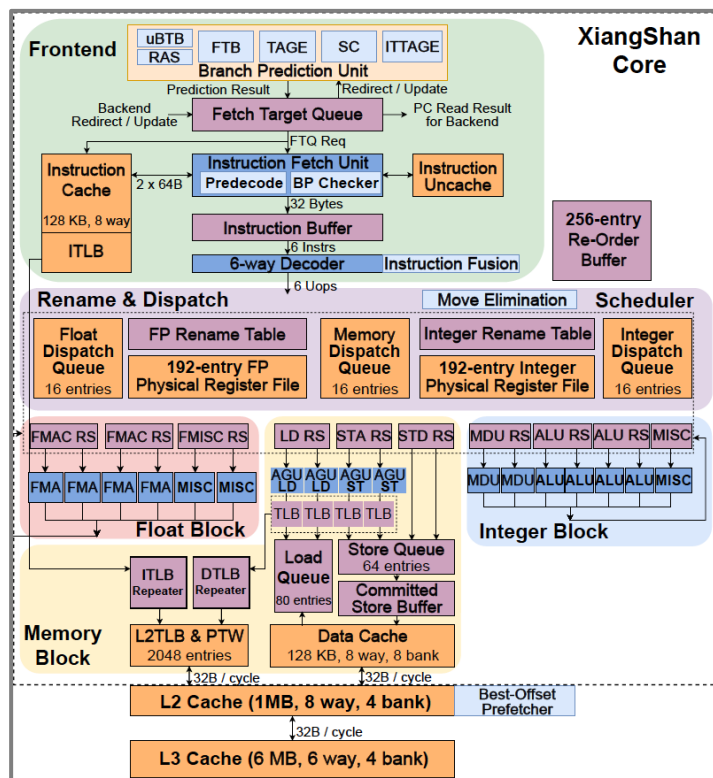 Frontend
XiangShan
Core
uBTB
RAS
FTB
TAGE
SC
ITTAGE
Branch Prediction Unit
Prediction Result
Redirect / Update
Backend
Redirect / Update
Fetch Target Queue
PC Read Result
for Backend
FTQ Req
Instruction
Cache
128 KB, 8 way
ITLB
2 x 64B
Instruction Fetch Unit
Predecode
BP Checker
Instruction
Uncache
32 Bytes
Instruction Buffer
6 Instrs
6-way Decoder
Instruction Fusion
6 Uops
256-entry
Re-Order
Buffer
Rename & Dispatch
Move Elimination
Scheduler
Float
Dispatch
Queue
16 entries
FP Rename Table
192-entry FP
Physical Register File
Memory
Dispatch
Queue
16 entries
Integer Rename Table
192-entry Integer
Physical Register File
Integer
Dispatch
Queue
16 entries
FMAC RS
FMAC RS
FMISC RS
FMA
FMA
FMA
FMA
MISC
MISC
Float Block
LD RS
STA RS
STD RS
AGU
LD
AGU
LD
AGU
ST
AGU
ST
TLB
TLB
TLB
TLB
MDU RS
ALU RS
ALU RS
MISC
MDU
MDU
ALU
ALU
ALU
ALU
MISC
Integer Block
Load
Queue
80 entries
Store Queue
64 entries
Committed
Store Buffer
ITLB
Repeater
DTLB
Repeater
Memory
Block
L2TLB & PTW
2048 entries
Data Cache
128 KB, 8 way, 8 bank
32B / cycle
32B / cycle
L2 Cache (1MB, 8 way, 4 bank)
Best-Offset
Prefetcher
32B / cycle
L3 Cache (6 MB, 6 way, 4 bank)